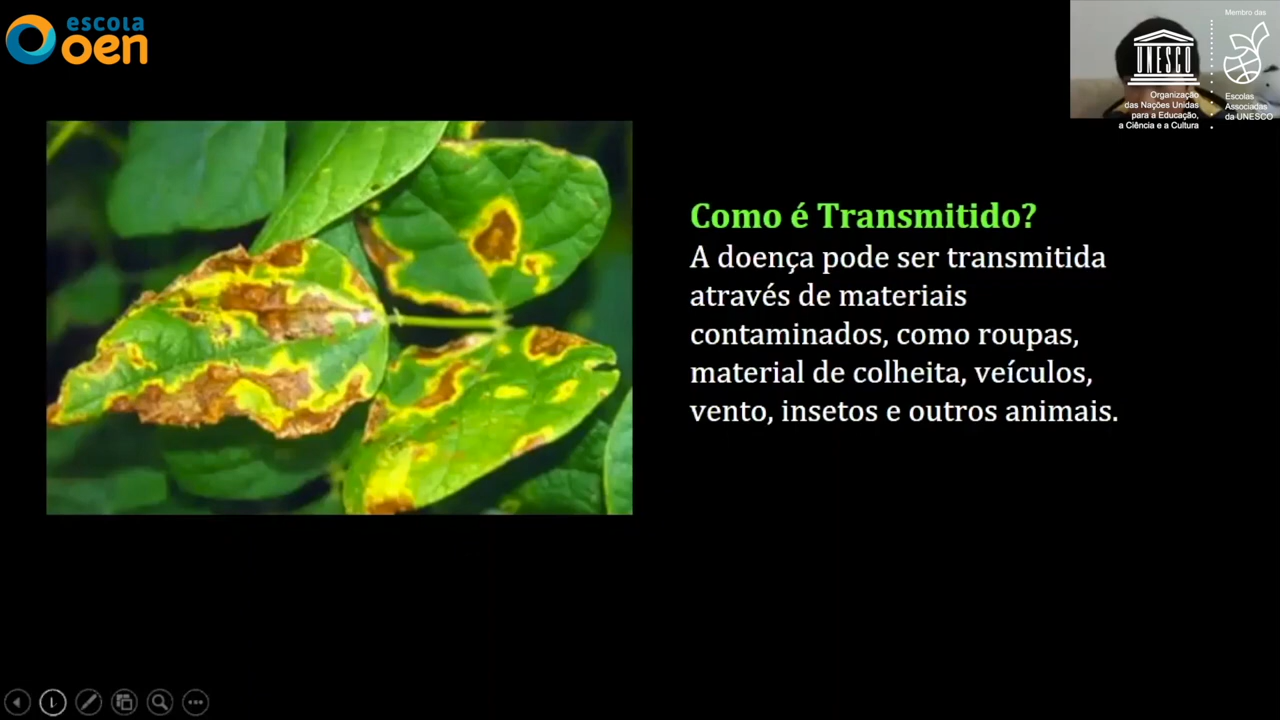 escola
oen
Membro das
UNESCO
Organização
das Nações Unidas
para a Educação,
a Ciência e a Cultura
Escolas
Associadas
da UNESCO
Como é Transmitido?
A doença pode ser transmitida
através de materiais
contaminados, como roupas,
material de colheita, veículos,
vento, insetos e outros animais.